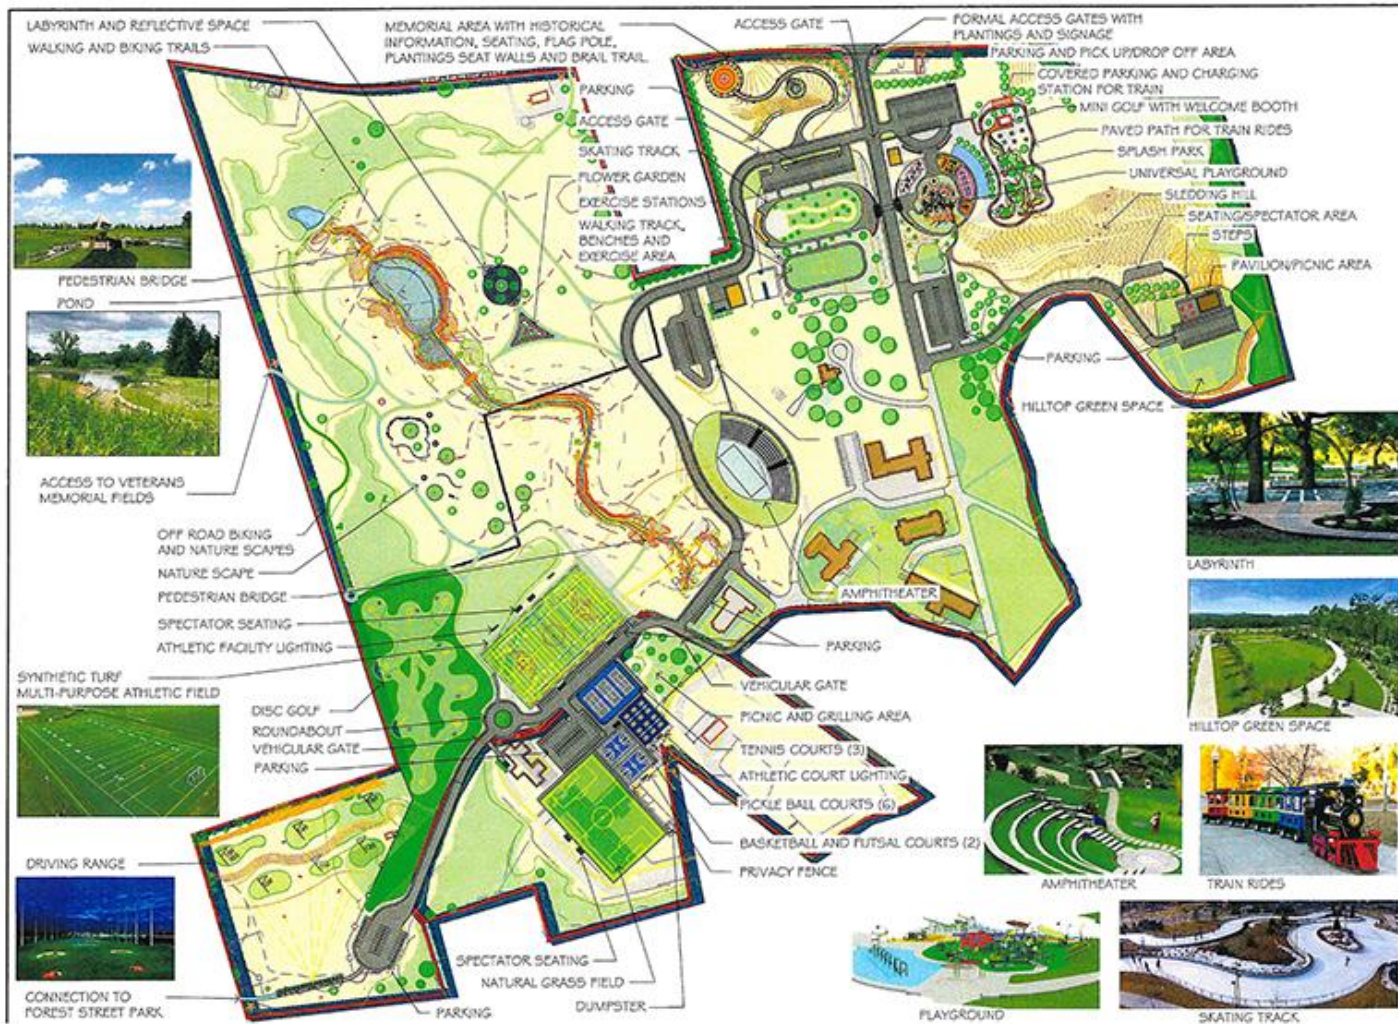 LABYRINTH AND REFLECTIVE SPACE
WALKING AND BIKING TRAILS
MEMORIAL AREA WITH HISTORICAL
INFORMATION, SEATING, FLAG POLE,
PLANTINGS SEAT WALLS AND BRAIL TRAIL.
ACCESS GATE
FORMAL ACCESS GATES WITH
PLANTINGS AND SIGNAGE
PARKING AND PICK UP/DROP OFF AREA
COVERED PARKING AND CHARGING
STATION FOR TRAIN
MINI GOLF WITH WELCOME BOOTH
PAVED PATH FOR TRAIN RIDES
SPLASH PARK
UNIVERSAL PLAYGROUND
SLEDDING HILL
SEATING/SPECTATOR AREA
STEPS
PAVILION/PICNIC AREA
PARKING
ACCESS GATE
SKATING TRACK
FLOWER GARDEN
EXERCISE STATIONS
WALKING TRACK,
BENCHES AND
EXERCISE AREA
PEDESTRIAN BRIDGE
POND
PARKING
HILLTOP GREEN SPACE
ACCESS TO VETERANS
MEMORIAL FIELDS
OFF ROAD BIKING
AND NATURE SCAPES
NATURE SCAPE
PEDESTRIAN BRIDGE
SPECTATOR SEATING
ATHLETIC FACILITY LIGHTING
SYNTHETIC TURF
MULTI-PURPOSE ATHLETIC FIELD
DISC GOLF
ROUNDABOUT
VEHICULAR GATE
PARKING
AMPHITHEATER
PARKING
VEHICULAR GATE
PICNIC AND GRILLING AREA
TENNIS COURTS (3)
ATHLETIC COURT LIGHTING
PICKLE BALL COURTS (6)
BASKETBALL AND FUTSAL COURTS (2)
PRIVACY FENCE
LABYRINTH
HILLTOP GREEN SPACE
AMPHITHEATER
TRAIN RIDES
DRIVING RANGE
CONNECTION TO
FOREST STREET PARK
SPECTATOR SEATING
NATURAL GRASS FIELD
DUMPSTER
PARKING
PLAYGROUND
SKATING TRACK